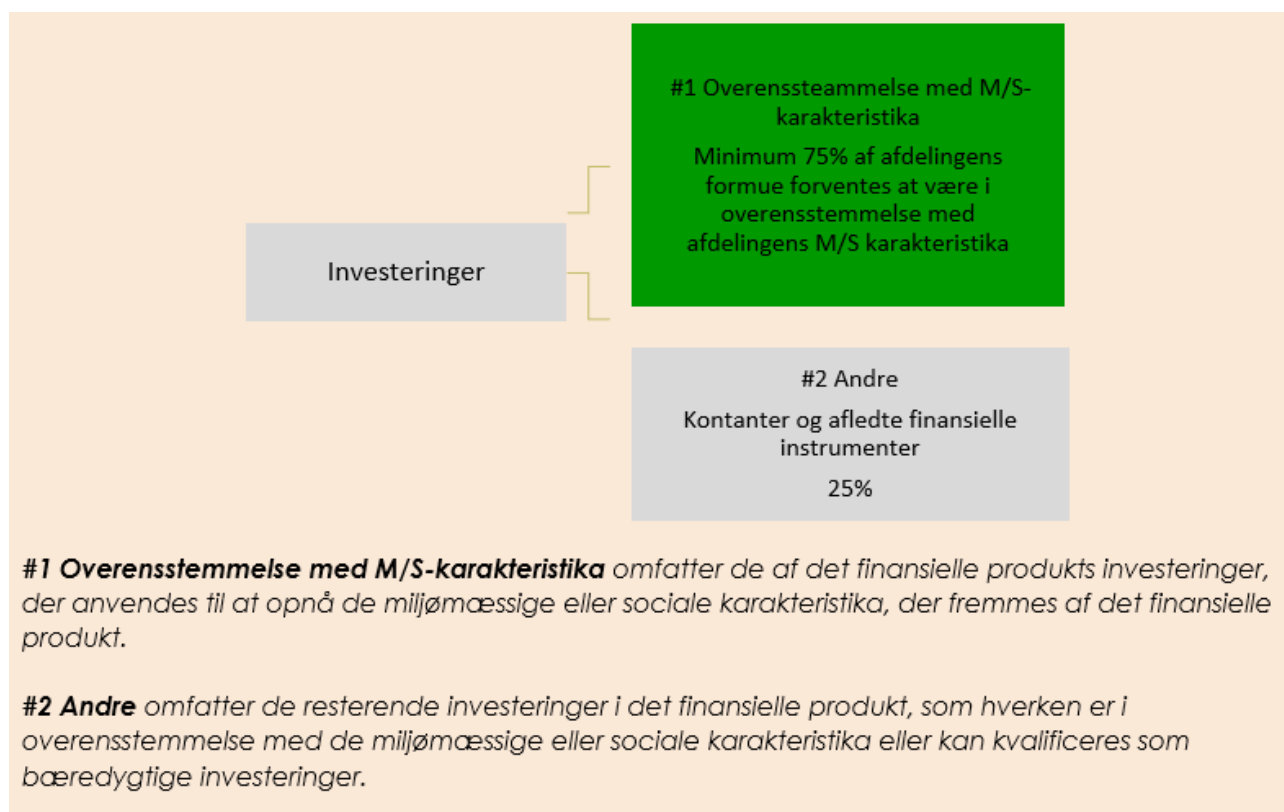 #1 Overenssteammelse med M/S-
karakteristika
Minimum 75% af afdelingens
formue forventes at være i
overensstemmelse med
afdelingens M/S karakteristika
Investeringer
#2 Andre
Kontanter og afledte finansielle
instrumenter
25%
#1 Overensstemmelse med M/S-karakteristika omfatter de af det finansielle produkts investeringer,
der anvendes til at opnå de miljømæssige eller sociale karakteristika, der fremmes af det finansielle
produkt.
#2 Andre omfatter de resterende investeringer i det finansielle produkt, som hverken er i
overensstemmelse med de miljømæssige eller sociale karakteristika eller kan kvalificeres som
bæredygtige investeringer.